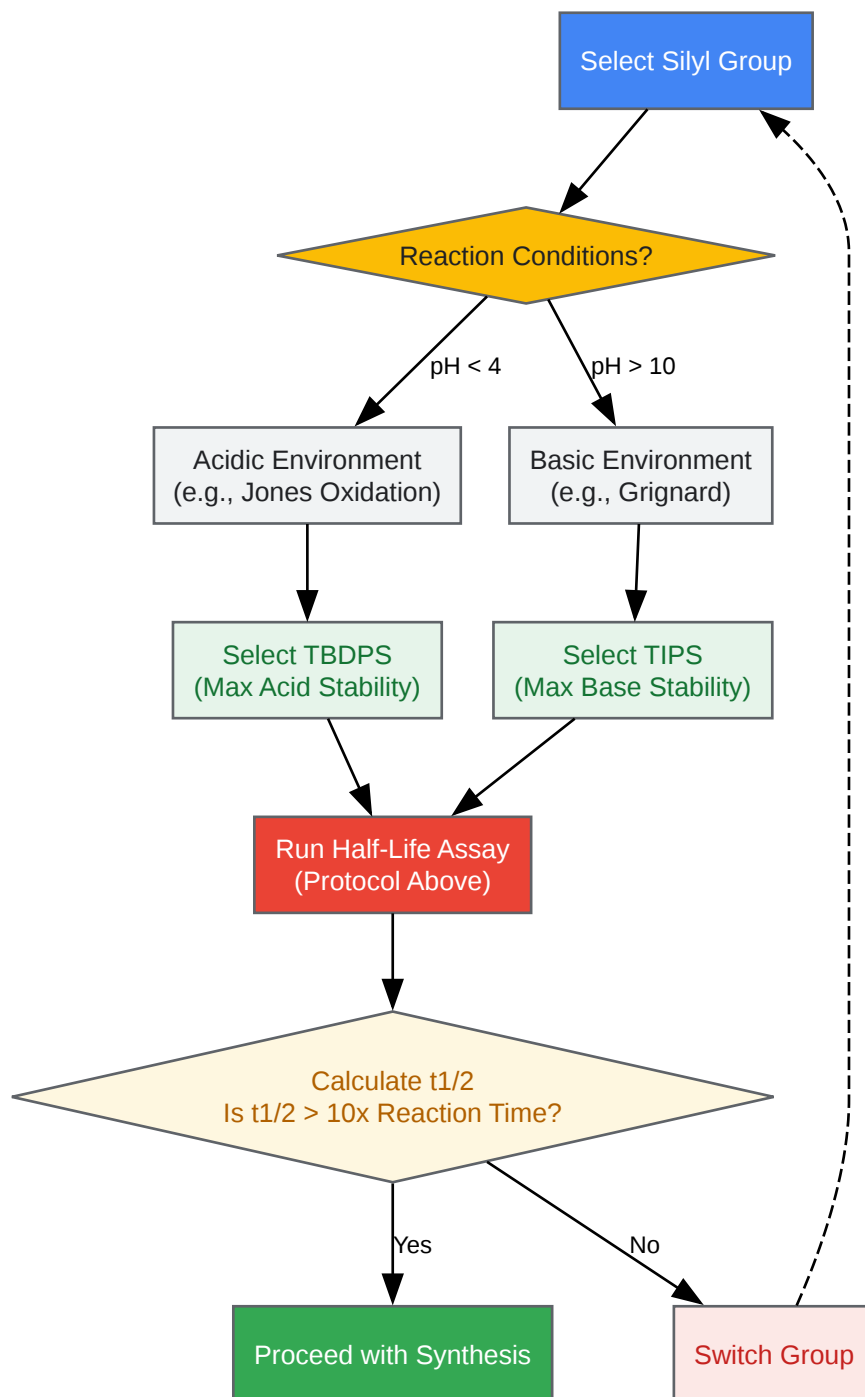 Select Silyl Group
Reaction Conditions?
pH < 4
pH > 10
Acidic Environment
(e.g., Jones Oxidation)
Basic Environment
(e.g., Grignard)
Select TBDPS
(Max Acid Stability)
Select TIPS
(Max Base Stability)
Run Half-Life Assay
(Protocol Above)
Calculate t1/2
Is t1/2 > 10x Reaction Time?
Yes
No
Proceed with Synthesis
Switch Group